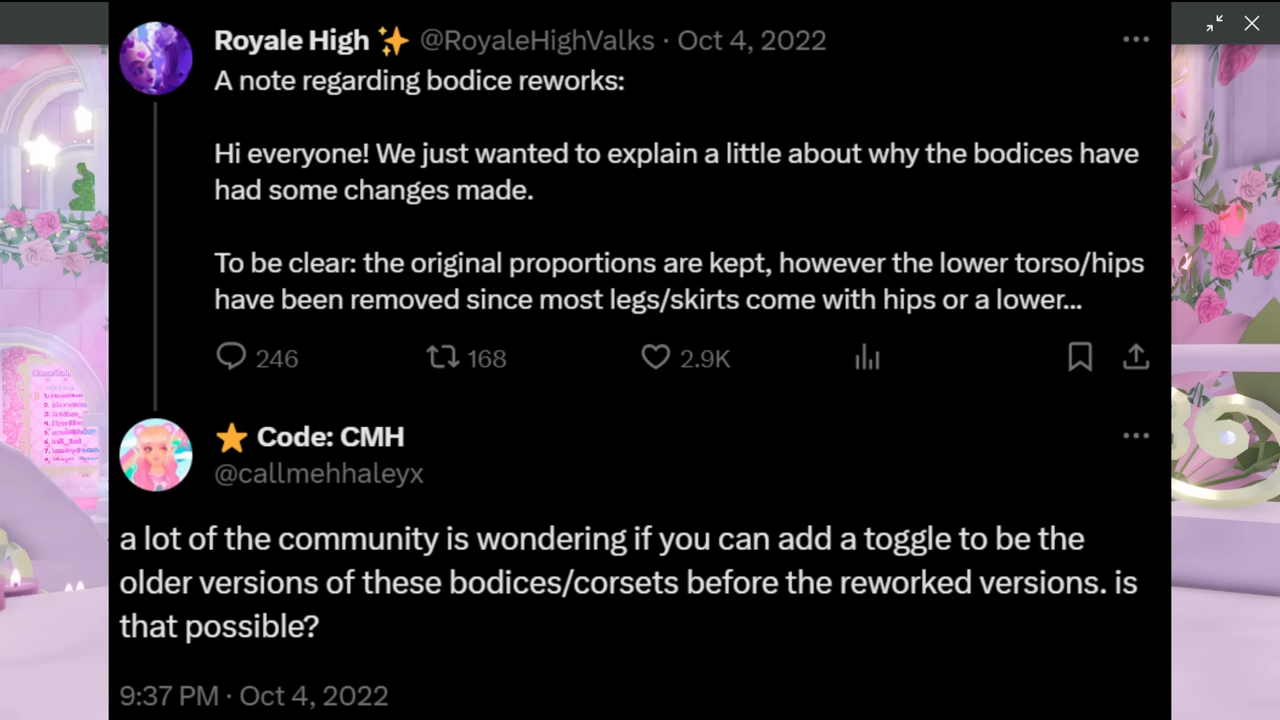 Royale High ✨ @RoyaleHighValks · Oct 4, 2022
A note regarding bodice reworks:
Hi everyone! We just wanted to explain a little about why the bodices have
had some changes made.
To be clear: the original proportions are kept, however the lower torso/hips
have been removed since most legs/skirts come with hips or a lower...
246 168 2.9K
⭐ Code: CMH
@callmehhaleyx
a lot of the community is wondering if you can add a toggle to be the
older versions of these bodices/corsets before the reworked versions. is
that possible?
9:37 PM · Oct 4, 2022